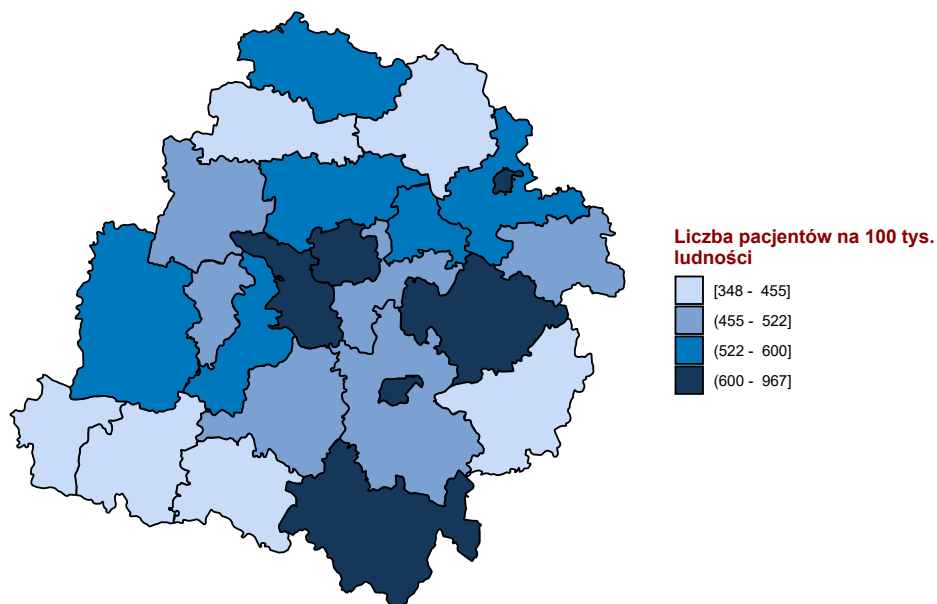 Liczba pacjentów na 100 tys.
ludności
[348 - 455]
(455 - 522]
(522 - 600]
(600 - 967]